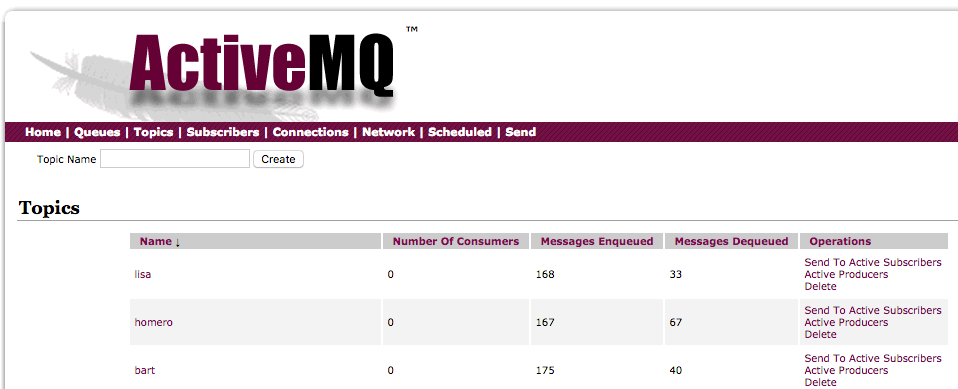 ActiveMQ ™
Home | Queues | Topics | Subscribers | Connections | Network | Scheduled | Send
Topic Name Create
Topics
Name ↓ Number Of Consumers Messages Enqueued Messages Dequeued Operations
lisa 0 168 33 Send To Active Subscribers
Active Producers
Delete
homero 0 167 67 Send To Active Subscribers
Active Producers
Delete
bart 0 175 40 Send To Active Subscribers
Active Producers
Delete